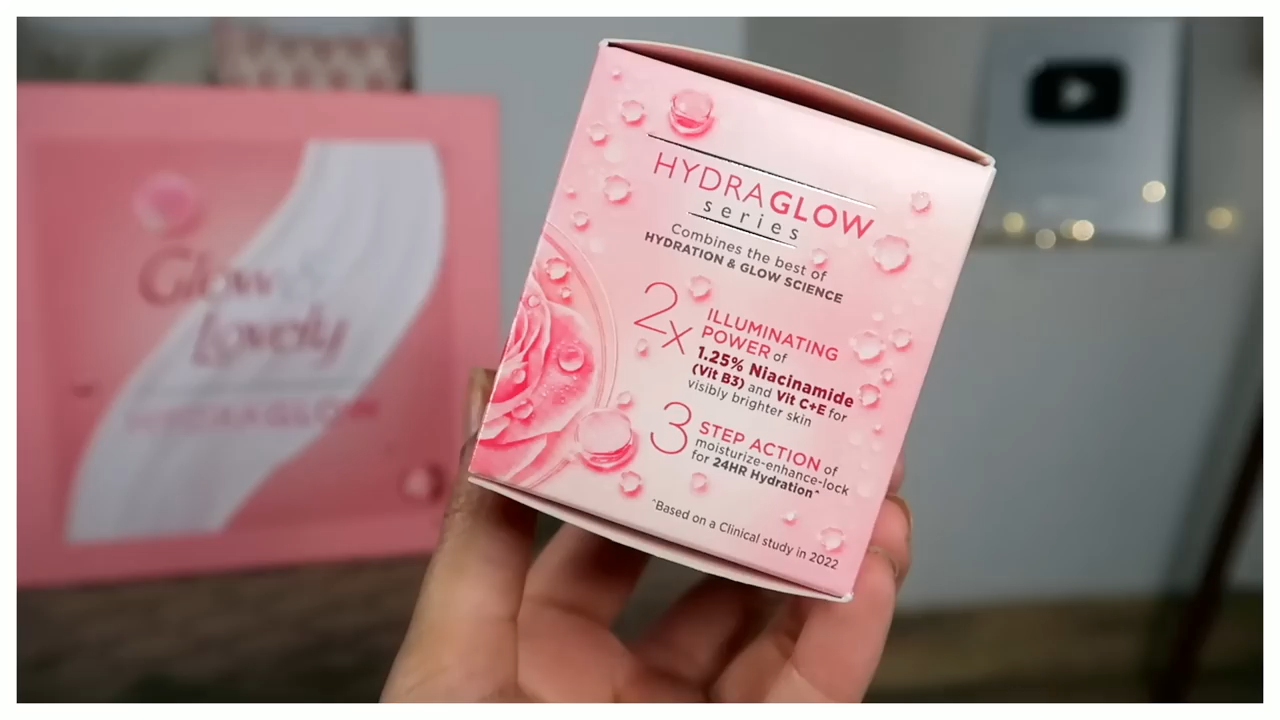 Glow &
Lovely
HYDRAGLOW
HYDRAGLOW
series
Combines the best of
HYDRATION & GLOW SCIENCE
2x ILLUMINATING
POWER of
1.25% Niacinamide
(Vit B3) and Vit C+E for
visibly brighter skin
3 STEP ACTION of
moisturize-enhance-lock
for 24HR Hydration^
^Based on a Clinical study in 2022